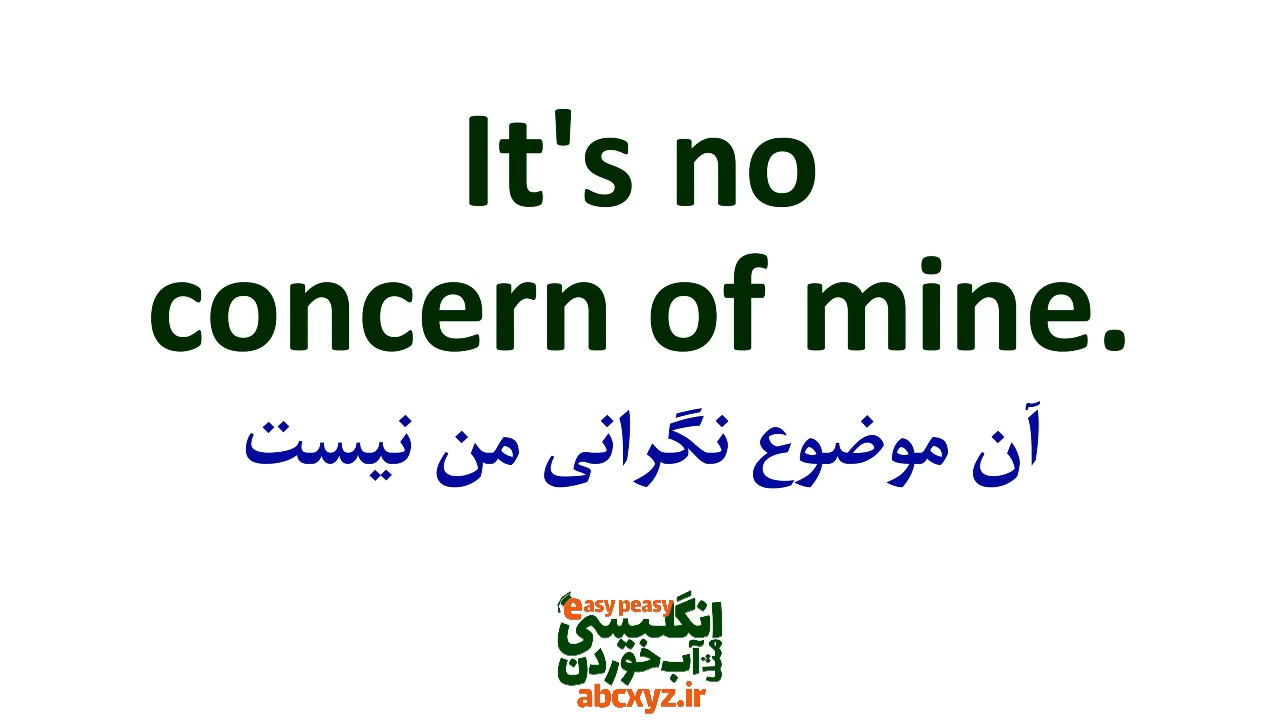 It's no
concern of mine.
آن موضوع نگرانی من نیست
easy peasy
انگلیسی
مثل آب خوردن
abcxyz.ir